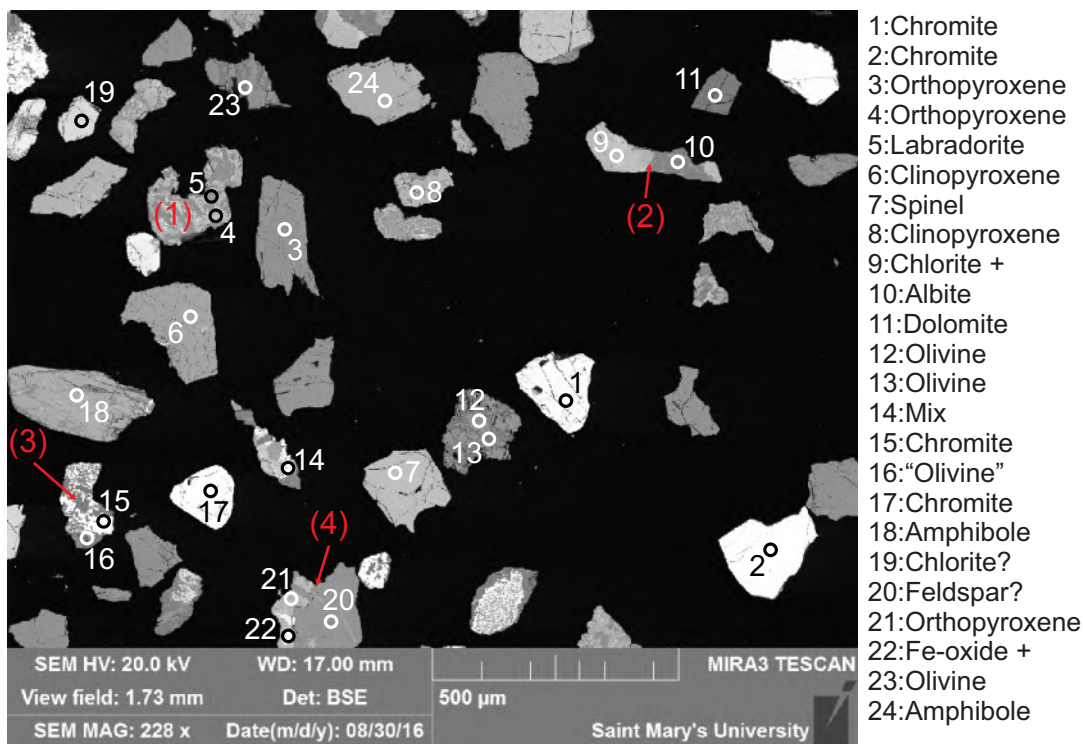 1:Chromite
2:Chromite
3:Orthopyroxene
4:Orthopyroxene
5:Labradorite
6:Clinopyroxene
7:Spinel
8:Clinopyroxene
9:Chlorite +
10:Albite
11:Dolomite
12:Olivine
13:Olivine
14:Mix
15:Chromite
16:“Olivine”
17:Chromite
18:Amphibole
19:Chlorite?
20:Feldspar?
21:Orthopyroxene
22:Fe-oxide +
23:Olivine
24:Amphibole
19
23
24
11
9
10
5
(1)
4
(2)
8
3
6
1
18
12
13
(3)
14
7
15
17
16
(4)
2
21
20
22
SEM HV: 20.0 kV
WD: 17.00 mm
MIRA3 TESCAN
View field: 1.73 mm
Det: BSE
500 µm
SEM MAG: 228 x
Date(m/d/y): 08/30/16
Saint Mary's University